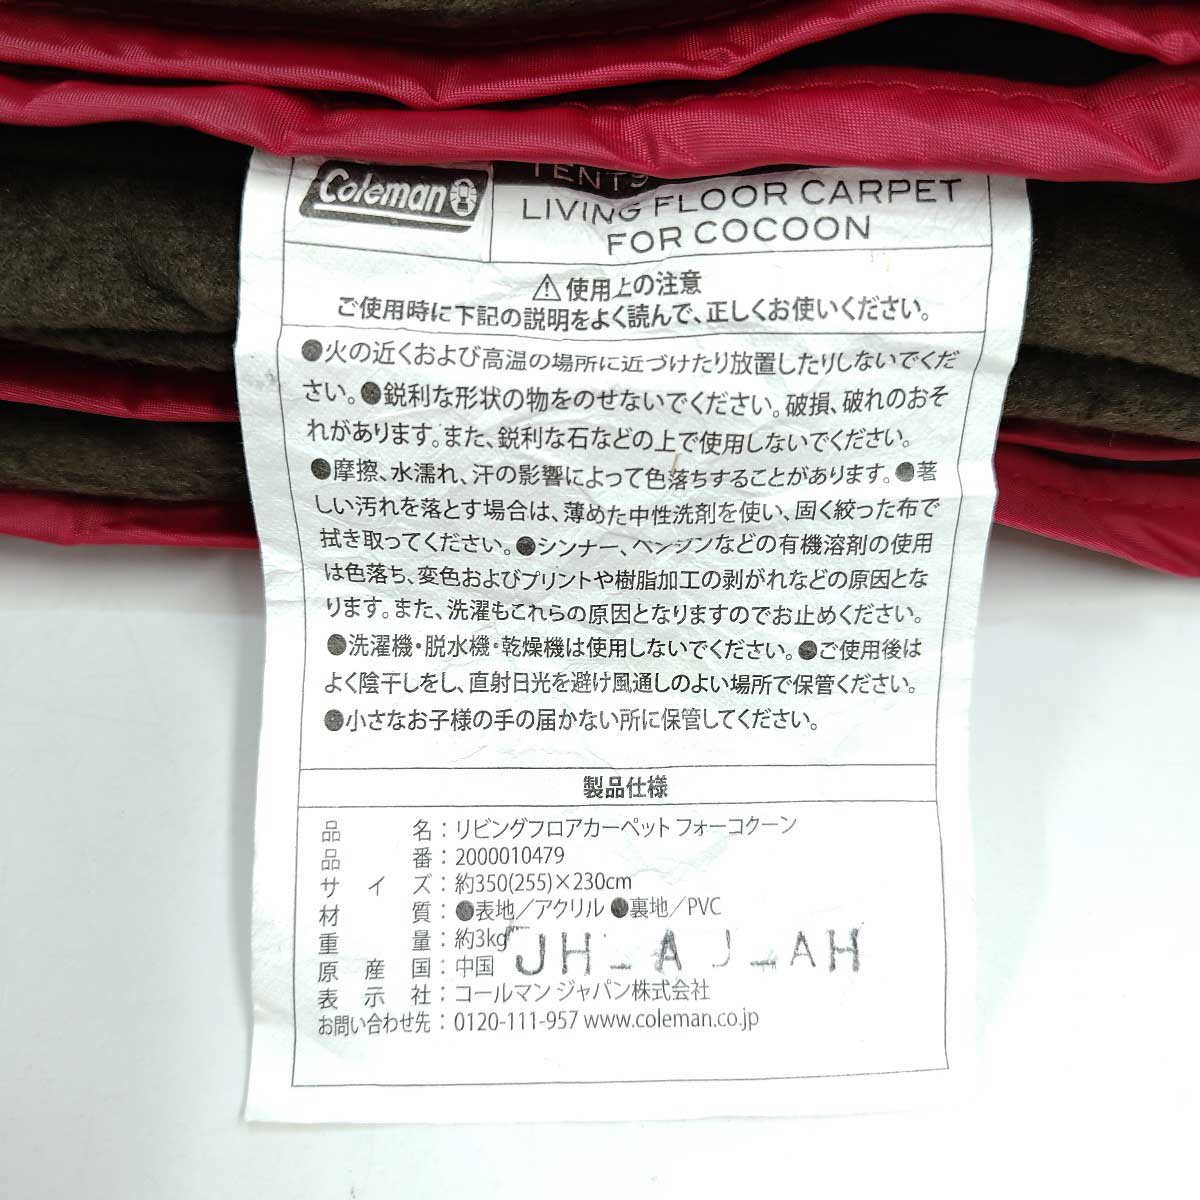 Coleman
LIVING FLOOR CARPET
FOR COCOON
⚠使用上の注意
ご使用時に下記の説明をよく読んで、正しくお使いください。
●火の近くおよび高温の場所に近づけたり放置したりしないでくだ
さい。●鋭利な形状の物をのせないでください。破損、破れのおそ
れがあります。また、鋭利な石などの上で使用しないでください。
●摩擦、水濡れ、汗の影響によって色落ちすることがあります。●著
しい汚れを落とす場合は、薄めた中性洗剤を使い、固く絞った布で
拭き取ってください。●シンナー、ベンジンなどの有機溶剤の使用
は色落ち、変色およびプリントや樹脂加工の剥がれなどの原因とな
ります。また、洗濯もこれらの原因となりますのでお止めください。
●洗濯機・脱水機・乾燥機は使用しないでください。●ご使用後は
よく陰干しをし、直射日光を避け風通しのよい場所で保管ください。
●小さなお子様の手の届かない所に保管してください。
製品仕様
品名：リビングフロアカーペット フォーコクーン
品番：2000010479
サイズ：約350(255)×230cm
材質：●表地／アクリル ●裏地／PVC
重量：約3kg
原産国：中国
表示社：コールマン ジャパン株式会社
お問い合わせ先：0120-111-957 www.coleman.co.jp